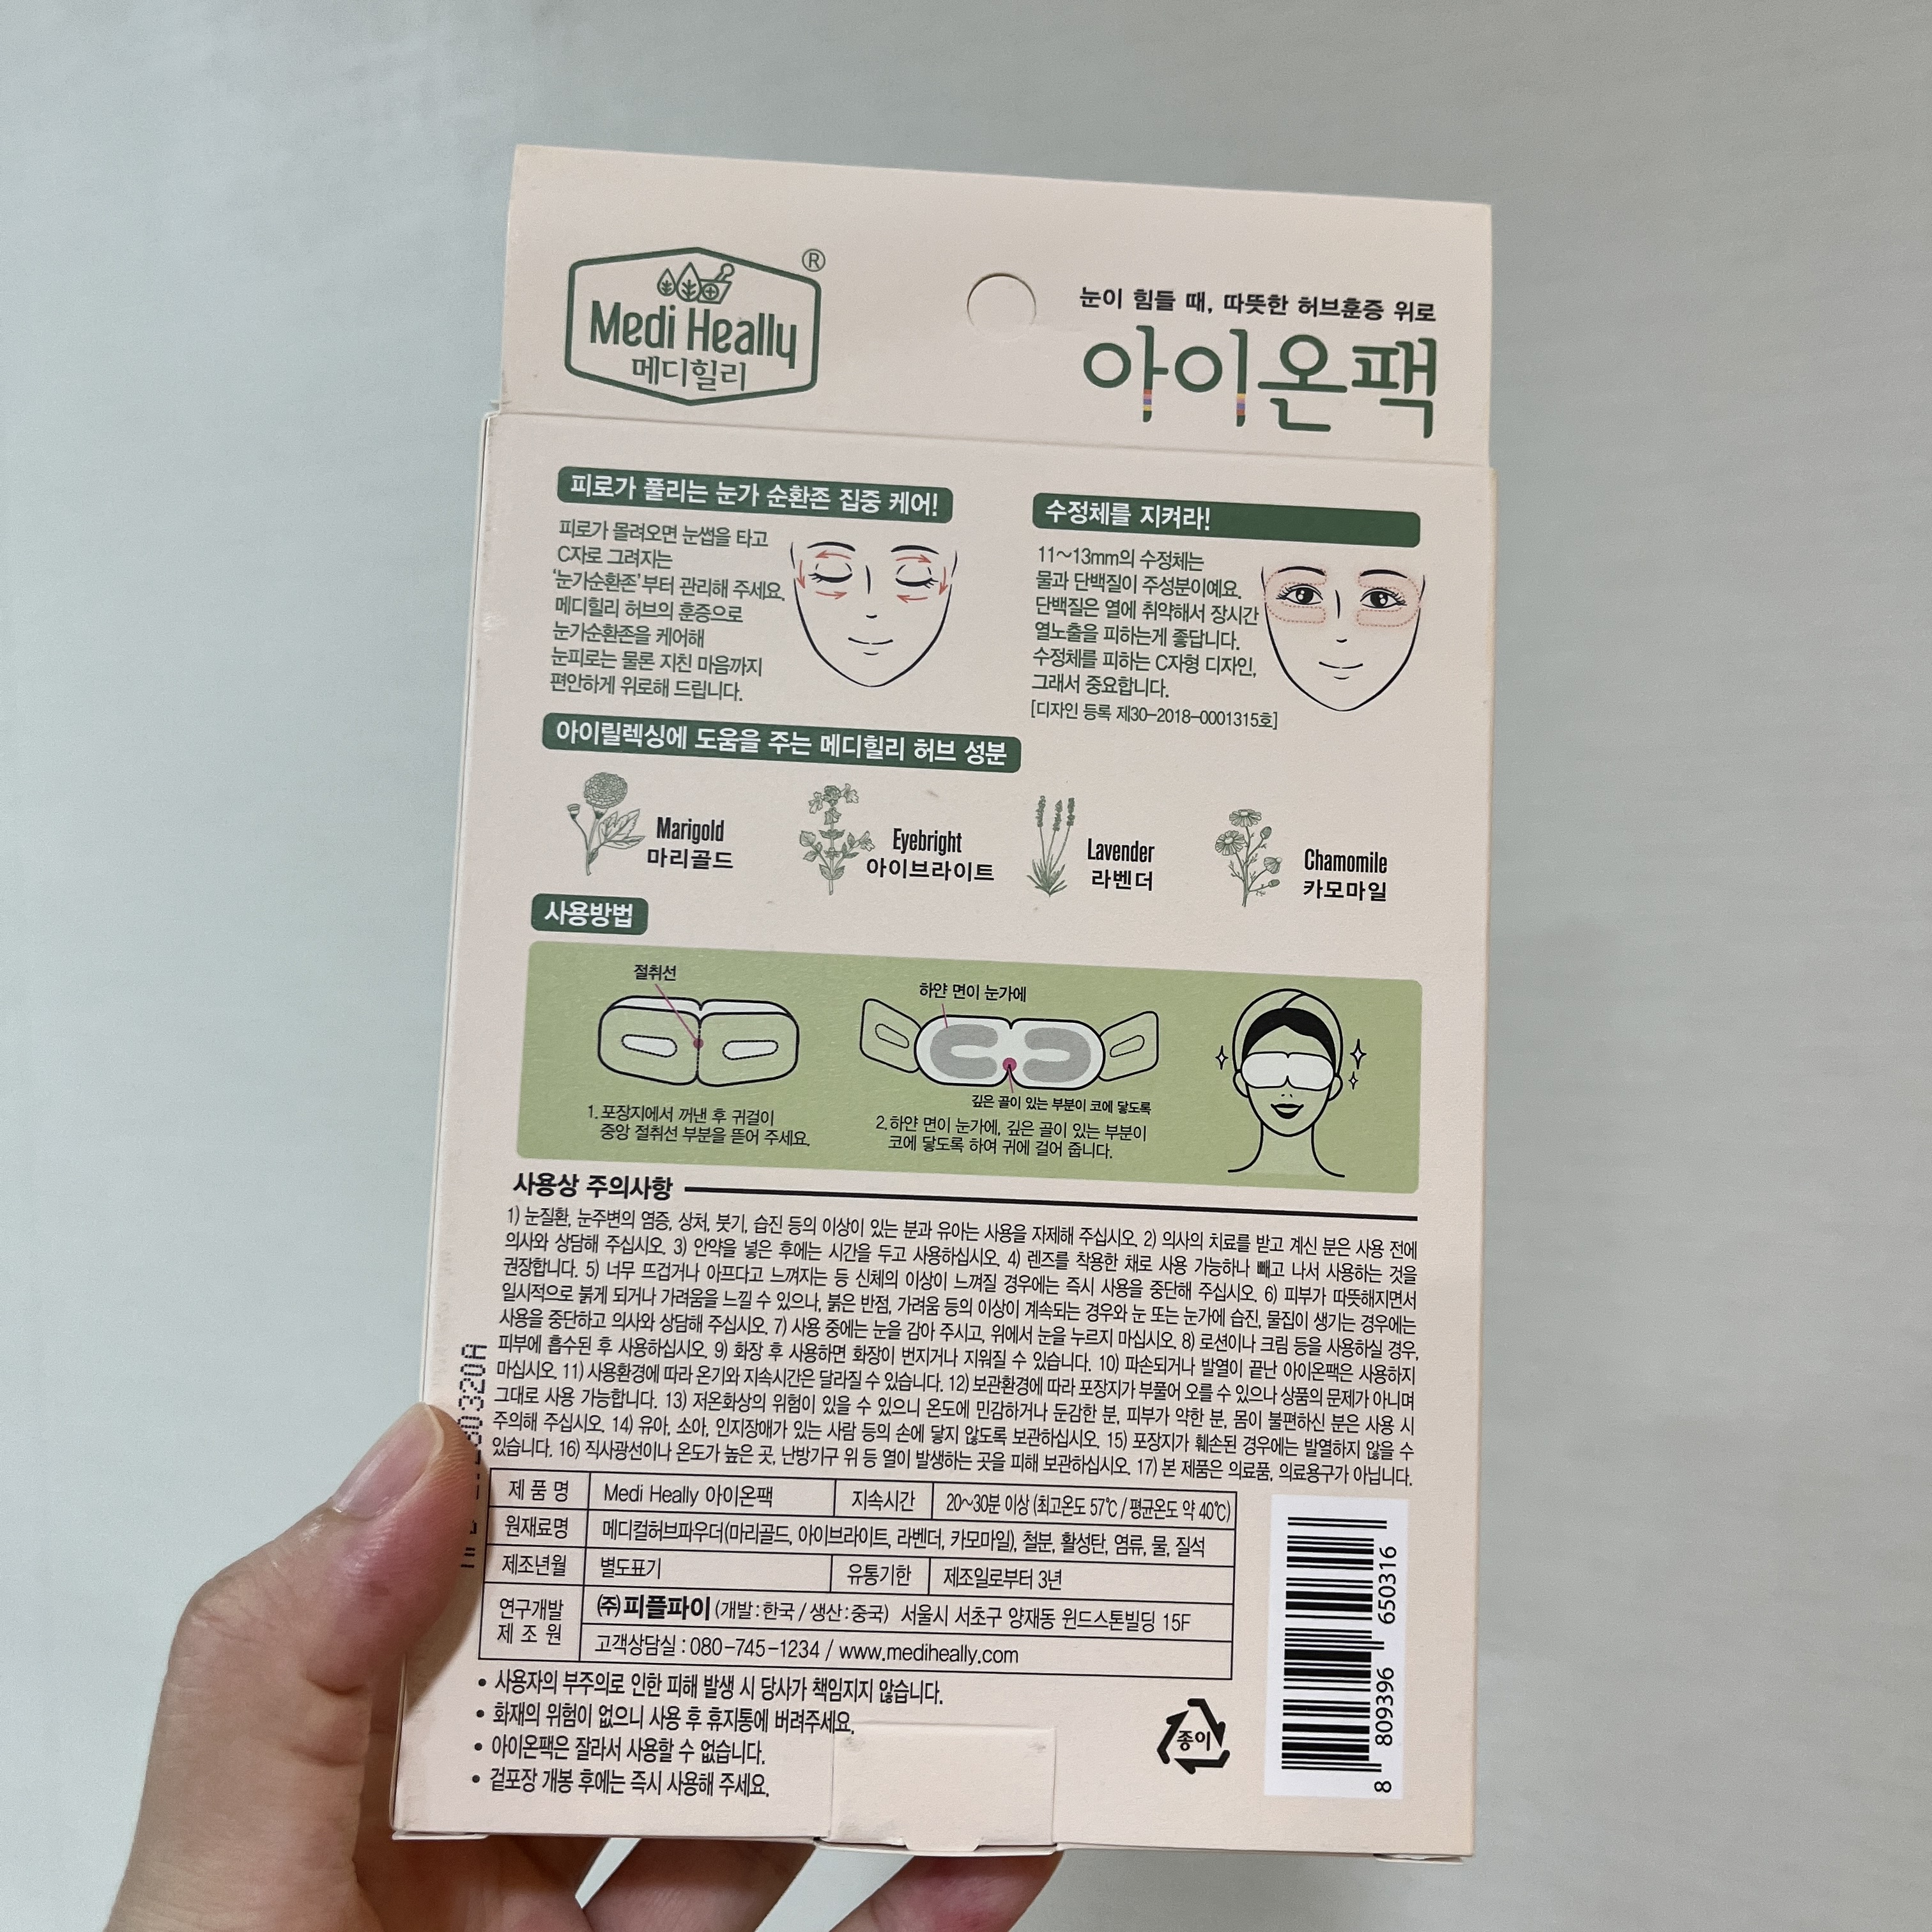 Medi Heally ®
메디힐리
눈이 힘들 때, 따뜻한 허브훈증 위로
아이온팩
피로가 풀리는 눈가 순환존 집중 케어!
피로가 몰려오면 눈썹을 타고
C자로 그려지는
'눈가순환존'부터 관리해 주세요.
메디힐리 허브의 훈증으로
눈가순환존을 케어해
눈피로는 물론 지친 마음까지
편안하게 위로해 드립니다.
수정체를 지켜라!
11~13mm의 수정체는
물과 단백질이 주성분이예요.
단백질은 열에 취약해서 장시간
열노출을 피하는게 좋답니다.
수정체를 피하는 C자형 디자인,
그래서 중요합니다.
[디자인 등록 제30-2018-0001315호]
아이릴렉싱에 도움을 주는 메디힐리 허브 성분
Marigold
마리골드
Eyebright
아이브라이트
Lavender
라벤더
Chamomile
카모마일
사용방법
절취선
1. 포장지에서 꺼낸 후 귀걸이
중앙 절취선 부분을 뜯어 주세요.
하얀 면이 눈가에
깊은 골이 있는 부분이 코에 닿도록
2. 하얀 면이 눈가에, 깊은 골이 있는 부분이
코에 닿도록 하여 귀에 걸어 줍니다.
사용상 주의사항
1) 눈질환, 눈주변의 염증, 상처, 붓기, 습진 등의 이상이 있는 분과 유아는 사용을 자제해 주십시오. 2) 의사의 치료를 받고 계신 분은 사용 전에
의사와 상담해 주십시오. 3) 안약을 넣은 후에는 시간을 두고 사용하십시오. 4) 렌즈를 착용한 채로 사용 가능하나 빼고 나서 사용하는 것을
권장합니다. 5) 너무 뜨겁거나 아프다고 느껴지는 등 신체의 이상이 느껴질 경우에는 즉시 사용을 중단해 주십시오. 6) 피부가 따뜻해지면서
일시적으로 붉게 되거나 가려움을 느낄 수 있으나, 붉은 반점, 가려움 등의 이상이 계속되는 경우와 눈 또는 눈가에 습진, 물집이 생기는 경우에는
사용을 중단하고 의사와 상담해 주십시오. 7) 사용 중에는 눈을 감아 주시고, 위에서 눈을 누르지 마십시오. 8) 로션이나 크림 등을 사용하실 경우,
피부에 흡수된 후 사용하십시오. 9) 화장 후 사용하면 화장이 번지거나 지워질 수 있습니다. 10) 파손되거나 발열이 끝난 아이온팩은 사용하지
마십시오. 11) 사용환경에 따라 온기와 지속시간은 달라질 수 있습니다. 12) 보관환경에 따라 포장지가 부풀어 오를 수 있으나 상품의 문제가 아니며
그대로 사용 가능합니다. 13) 저온화상의 위험이 있을 수 있으니 온도에 민감하거나 둔감한 분, 피부가 약한 분, 몸이 불편하신 분은 사용 시
주의해 주십시오. 14) 유아, 소아, 인지장애가 있는 사람 등의 손에 닿지 않도록 보관하십시오. 15) 포장지가 훼손된 경우에는 발열하지 않을 수
있습니다. 16) 직사광선이나 온도가 높은 곳, 난방기구 위 등 열이 발생하는 곳을 피해 보관하십시오. 17) 본 제품은 의료품, 의료용구가 아닙니다.
제 품 명 Medi Heally 아이온팩 지속시간 20~30분 이상 (최고온도 57℃ / 평균온도 약 40℃)
원재료명 메디컬허브파우더(마리골드, 아이브라이트, 라벤더, 카모마일), 철분, 활성탄, 염류, 물, 질석
제조년월 별도표기 유통기한 제조일로부터 3년
연구개발 제 조 원 ㈜피플파이 (개발:한국 / 생산:중국) 서울시 서초구 양재동 윈드스톤빌딩 15F
고객상담실 : 080-745-1234 / www.mediheally.com
• 사용자의 부주의로 인한 피해 발생 시 당사가 책임지지 않습니다.
• 화재의 위험이 없으니 사용 후 휴지통에 버려주세요.
• 아이온팩은 잘라서 사용할 수 없습니다.
• 겉포장 개봉 후에는 즉시 사용해 주세요.
종이
8 809396 650316